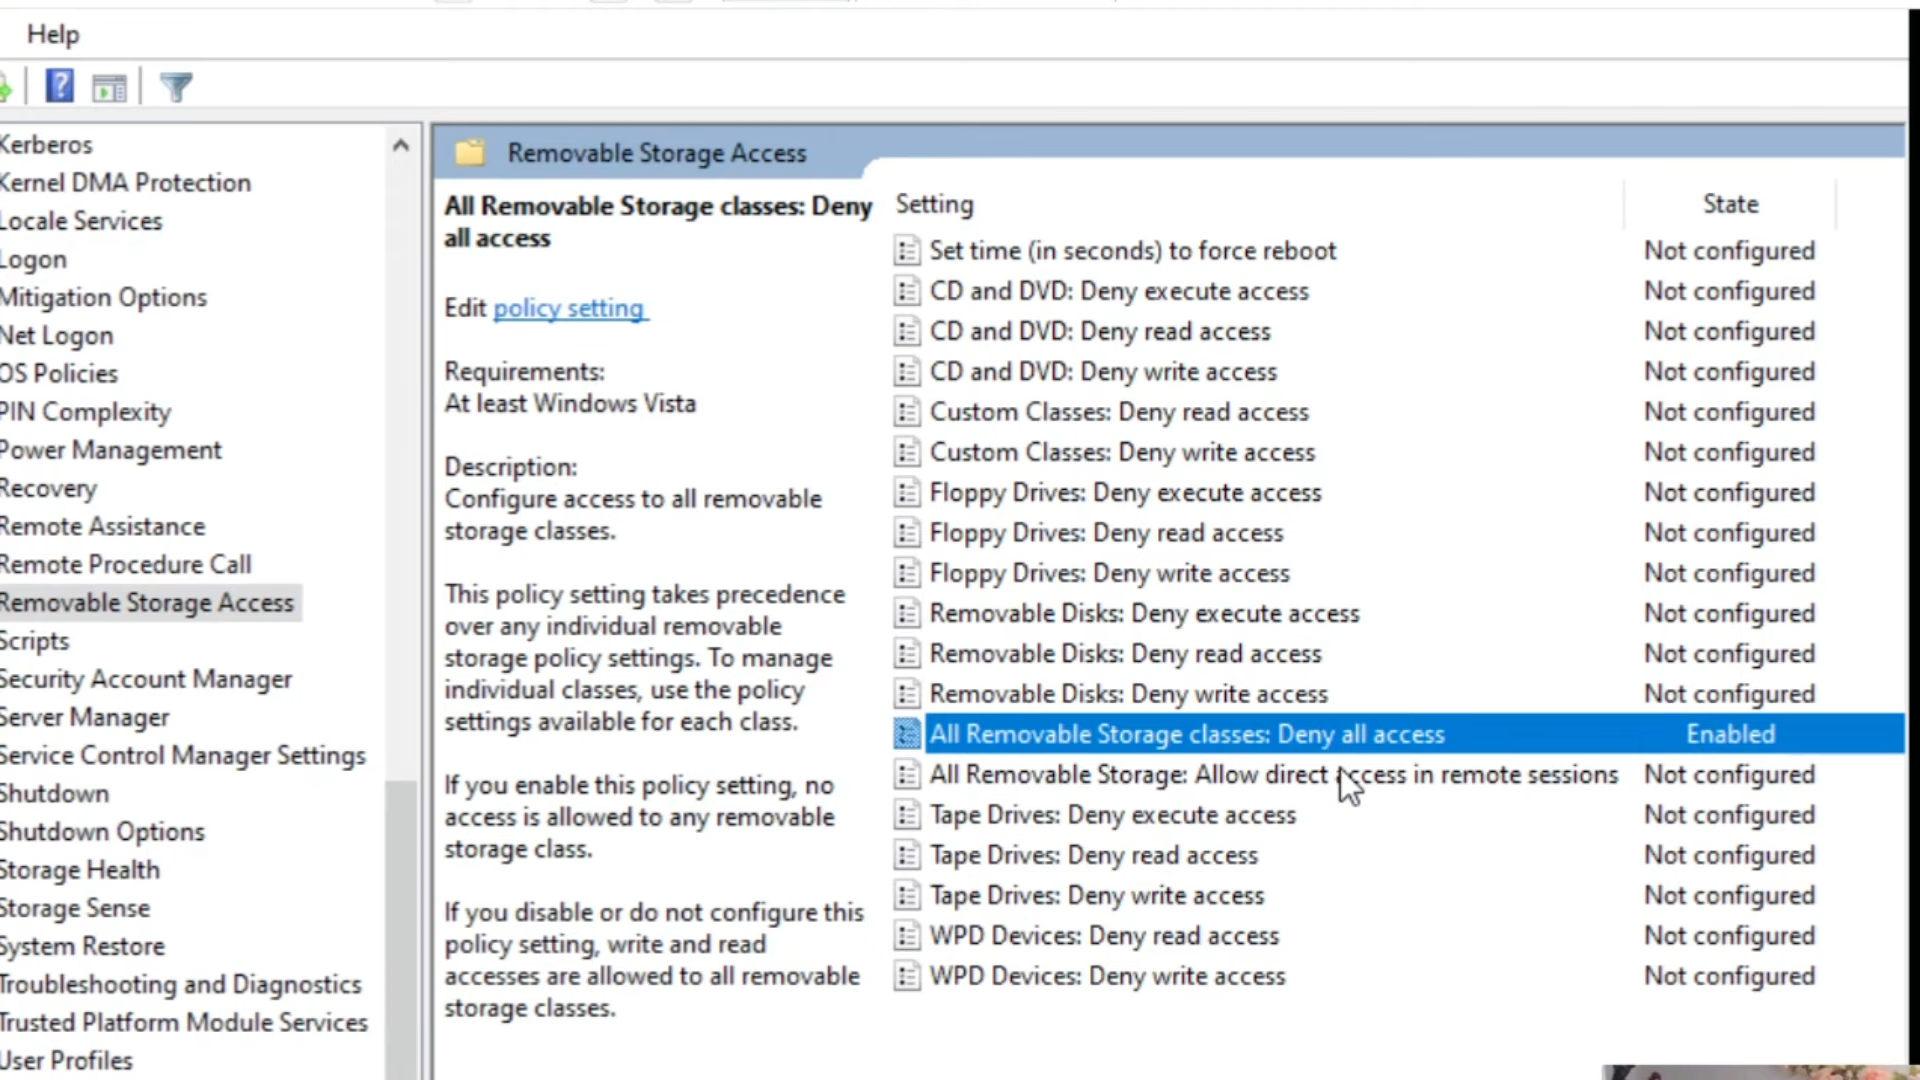 Help
Kerberos
Kernel DMA Protection
Locale Services
Logon
Mitigation Options
Net Logon
OS Policies
PIN Complexity
Power Management
Recovery
Remote Assistance
Remote Procedure Call
Removable Storage Access
Scripts
Security Account Manager
Server Manager
Service Control Manager Settings
Shutdown
Shutdown Options
Storage Health
Storage Sense
System Restore
Troubleshooting and Diagnostics
Trusted Platform Module Services
User Profiles
Removable Storage Access
All Removable Storage classes: Deny
all access
Edit policy setting
Requirements:
At least Windows Vista
Description:
Configure access to all removable
storage classes.
This policy setting takes precedence
over any individual removable
storage policy settings. To manage
individual classes, use the policy
settings available for each class.
If you enable this policy setting, no
access is allowed to any removable
storage class.
If you disable or do not configure this
policy setting, write and read
accesses are allowed to all removable
storage classes.
Setting State
Set time (in seconds) to force reboot Not configured
CD and DVD: Deny execute access Not configured
CD and DVD: Deny read access Not configured
CD and DVD: Deny write access Not configured
Custom Classes: Deny read access Not configured
Custom Classes: Deny write access Not configured
Floppy Drives: Deny execute access Not configured
Floppy Drives: Deny read access Not configured
Floppy Drives: Deny write access Not configured
Removable Disks: Deny execute access Not configured
Removable Disks: Deny read access Not configured
Removable Disks: Deny write access Not configured
All Removable Storage classes: Deny all access Enabled
All Removable Storage: Allow direct access in remote sessions Not configured
Tape Drives: Deny execute access Not configured
Tape Drives: Deny read access Not configured
Tape Drives: Deny write access Not configured
WPD Devices: Deny read access Not configured
WPD Devices: Deny write access Not configured